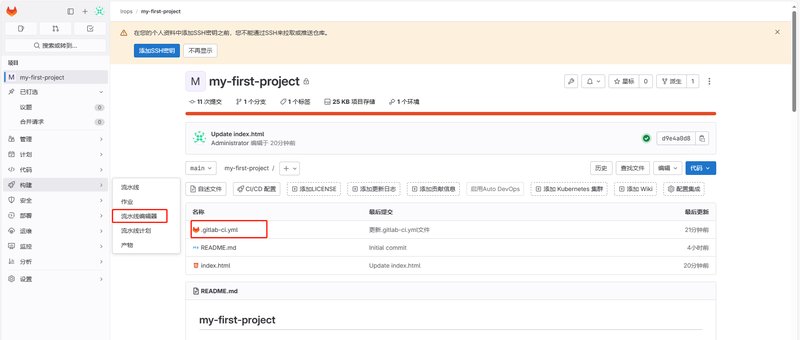 lrops / my-first-project
在您的个人资料中添加SSH密钥之前，您不能通过SSH来拉取或推送仓库。
添加SSH密钥 不再显示
搜索或转到...
项目
M my-first-project
已钉选
议题 0
合并请求 0
管理
计划
代码
构建
安全
部署
运维
监控
分析
设置
流水线
作业
流水线编辑器
流水线计划
产物
M my-first-project
星标 0 派生 1
11 次提交 1 个分支 1 个标签 25 KB 项目存储 1 个环境
Update index.html
Administrator 编辑于 20分钟前
d9e4a0d8
main my-first-project / +
历史 查找文件 编辑 代码
自述文件 CI/CD 配置 添加LICENSE 添加更新日志 添加贡献信息 启用Auto DevOps 添加 Kubernetes 集群 添加 Wiki 配置集成
名称 最后提交 最后更新
.gitlab-ci.yml 更新.gitlab-ci.yml文件 21分钟前
README.md Initial commit 4小时前
index.html Update index.html 20分钟前
README.md
my-first-project